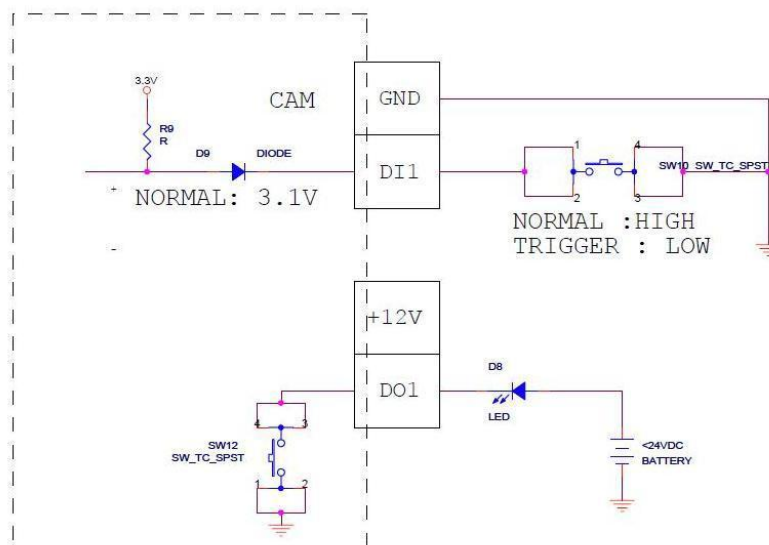 3.3V
CAM
GND
R9
R
D9
DIODE
DI1
1
4
SW10 SW_TC_SPST
+
NORMAL: 3.1V
2
3
NORMAL :HIGH
TRIGGER : LOW
-
+12V
D8
DO1
LED
4
3
SW12
SW_TC_SPST
<24VDC
BATTERY
1
2